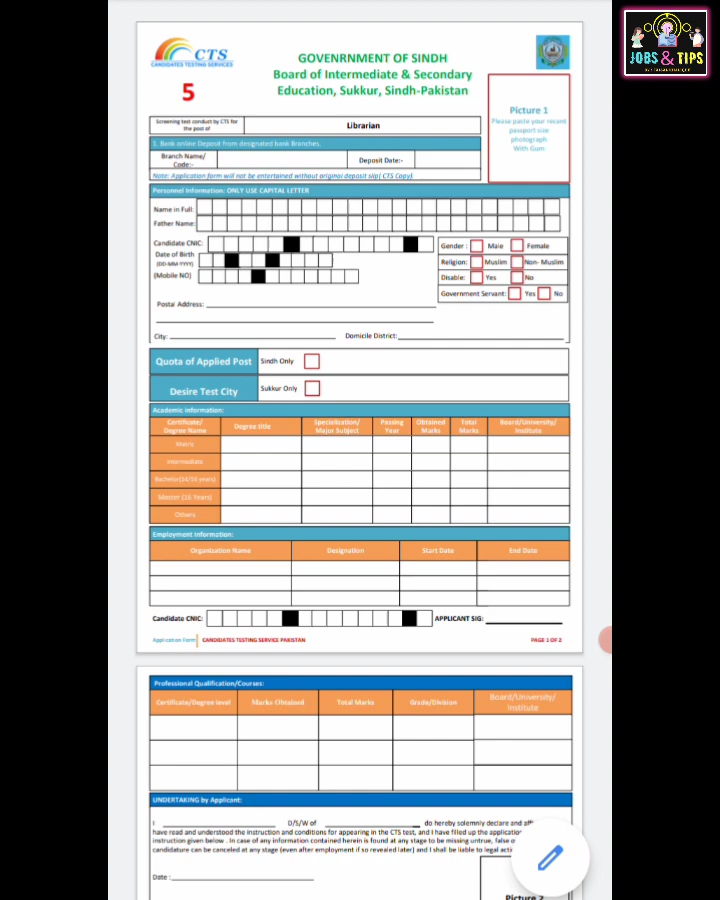 JOBS & TIPS
CTS
CANDIDATES TESTING SERVICES
5
GOVENRNMENT OF SINDH
Board of Intermediate & Secondary
Education, Sukkur, Sindh-Pakistan
Picture 1
Please paste your recent
passport size
photograph
With Gum
Screening test conduct by CTS for
the post of
Librarian
1. Bank online Deposit from designated bank Branches.
Branch Name/
Code:-
Deposit Date:-
Note: Application form will not be entertained without original deposit slip( CTS Copy).
Personnel Information: ONLY USE CAPITAL LETTER
Name in Full:
Father Name:
Candidate CNIC:
Date of Birth
(DD-MM-YYYY)
(Mobile NO)
Gender : Male Female
Religion: Muslim Non- Muslim
Disable: Yes No
Government Servant: Yes No
Postal Address:
City: Domicile District:
Quota of Applied Post Sindh Only
Desire Test City Sukkur Only
Academic Information:
Certificate/
Degree Name
Degree title
Specialization/
Major Subject
Passing
Year
Obtained
Marks
Total
Marks
Board/University/
Institute
Matric
Intermediate
Bachelor(14/16 years)
Master (16 Years)
Others
Employment Information:
Organization Name Designation Start Date End Date
Candidate CNIC: APPLICANT SIG:
Application Form CANDIDATES TESTING SERVICE PAKISTAN PAGE 1 OF 2
Professional Qualification/Courses:
Certificate/Degree level Marks Obtained Total Marks Grade/Division Board/University/
Institute
UNDERTAKING by Applicant:
I D/S/W of do hereby solemnly declare and
have read and understood the instruction and conditions for appearing in the CTS test, and I have filled up the application
instruction given below . In case of any information contained herein is found at any stage to be missing untrue, false
candidature can be canceled at any stage (even after employment if so revealed later) and I shall be liable to legal
Date :
Picture 2